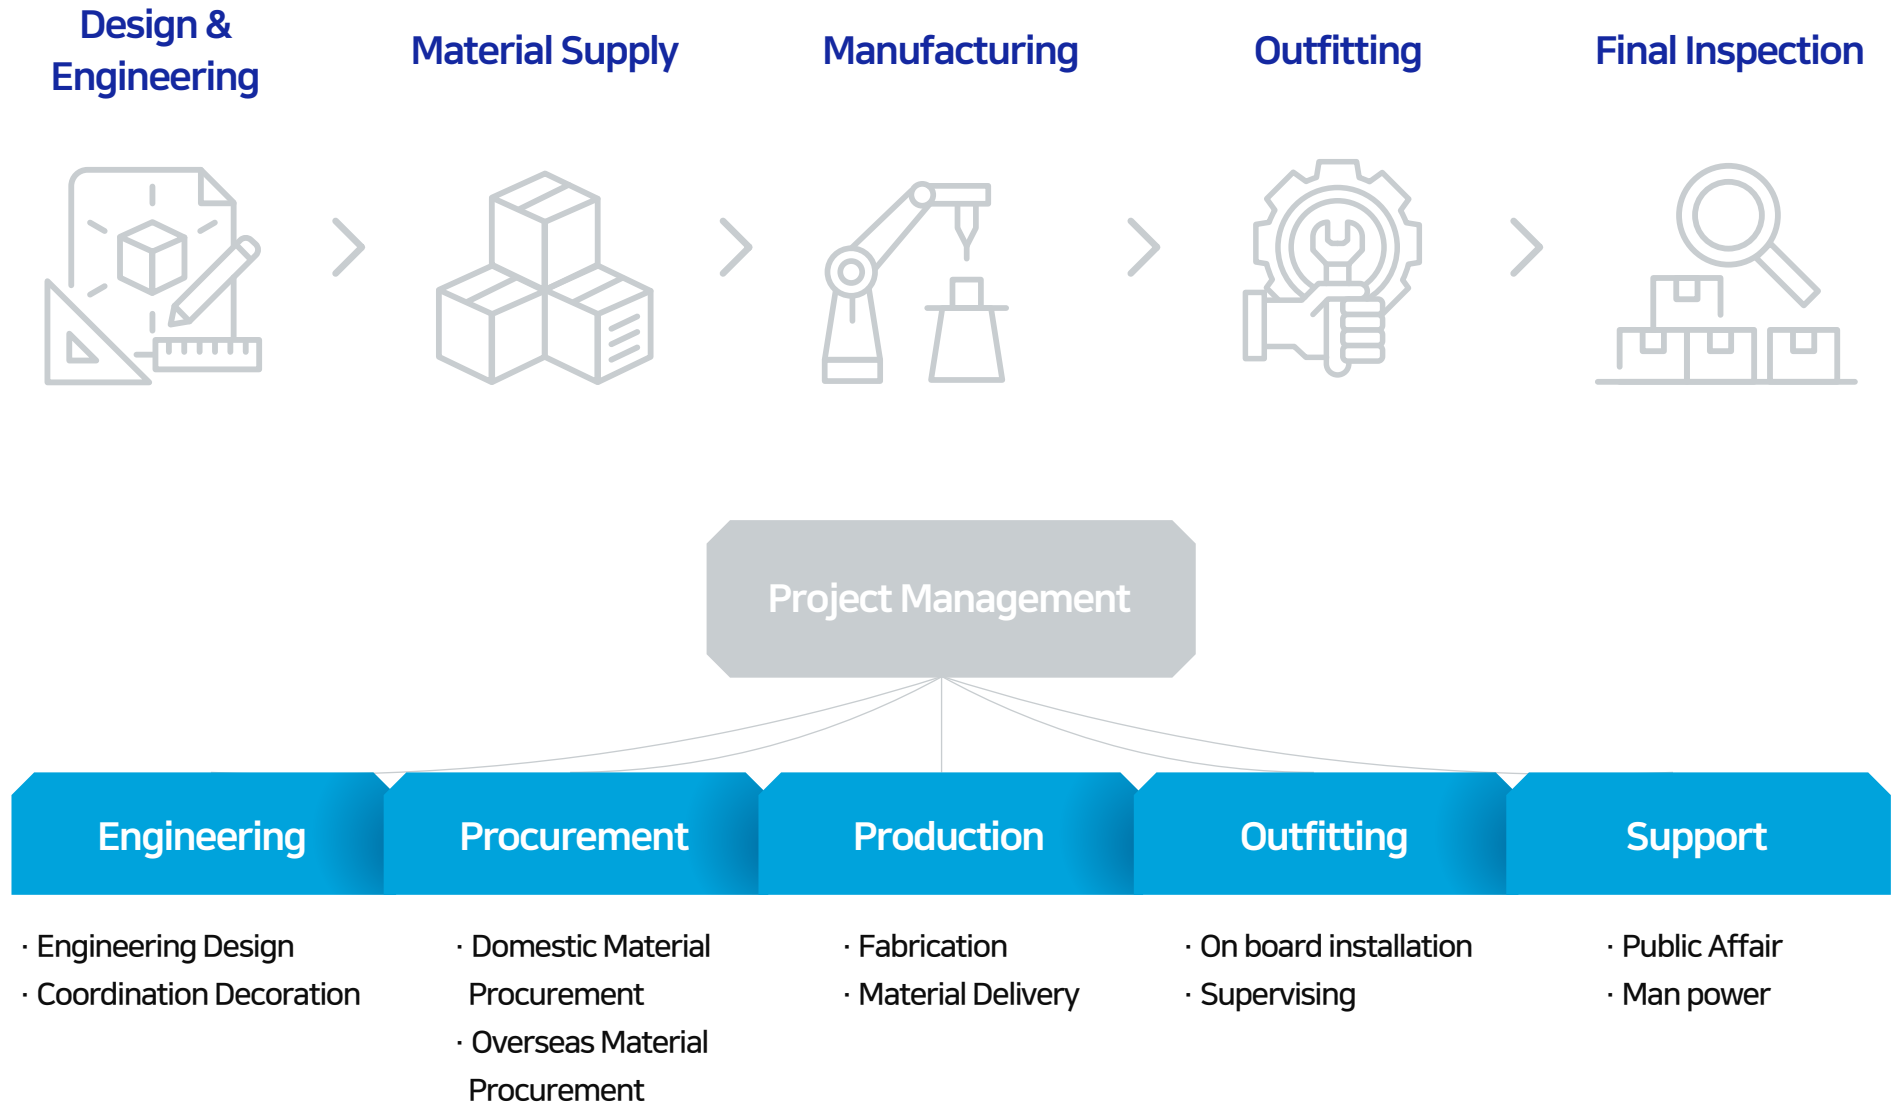 Design &
Engineering
Material Supply
Manufacturing
Outfitting
Final Inspection
Project Management
Engineering
Procurement
Production
Outfitting
Support
· Engineering Design
· Coordination Decoration
· Domestic Material
Procurement
· Overseas Material
Procurement
· Fabrication
· Material Delivery
· On board installation
· Supervising
· Public Affair
· Man power